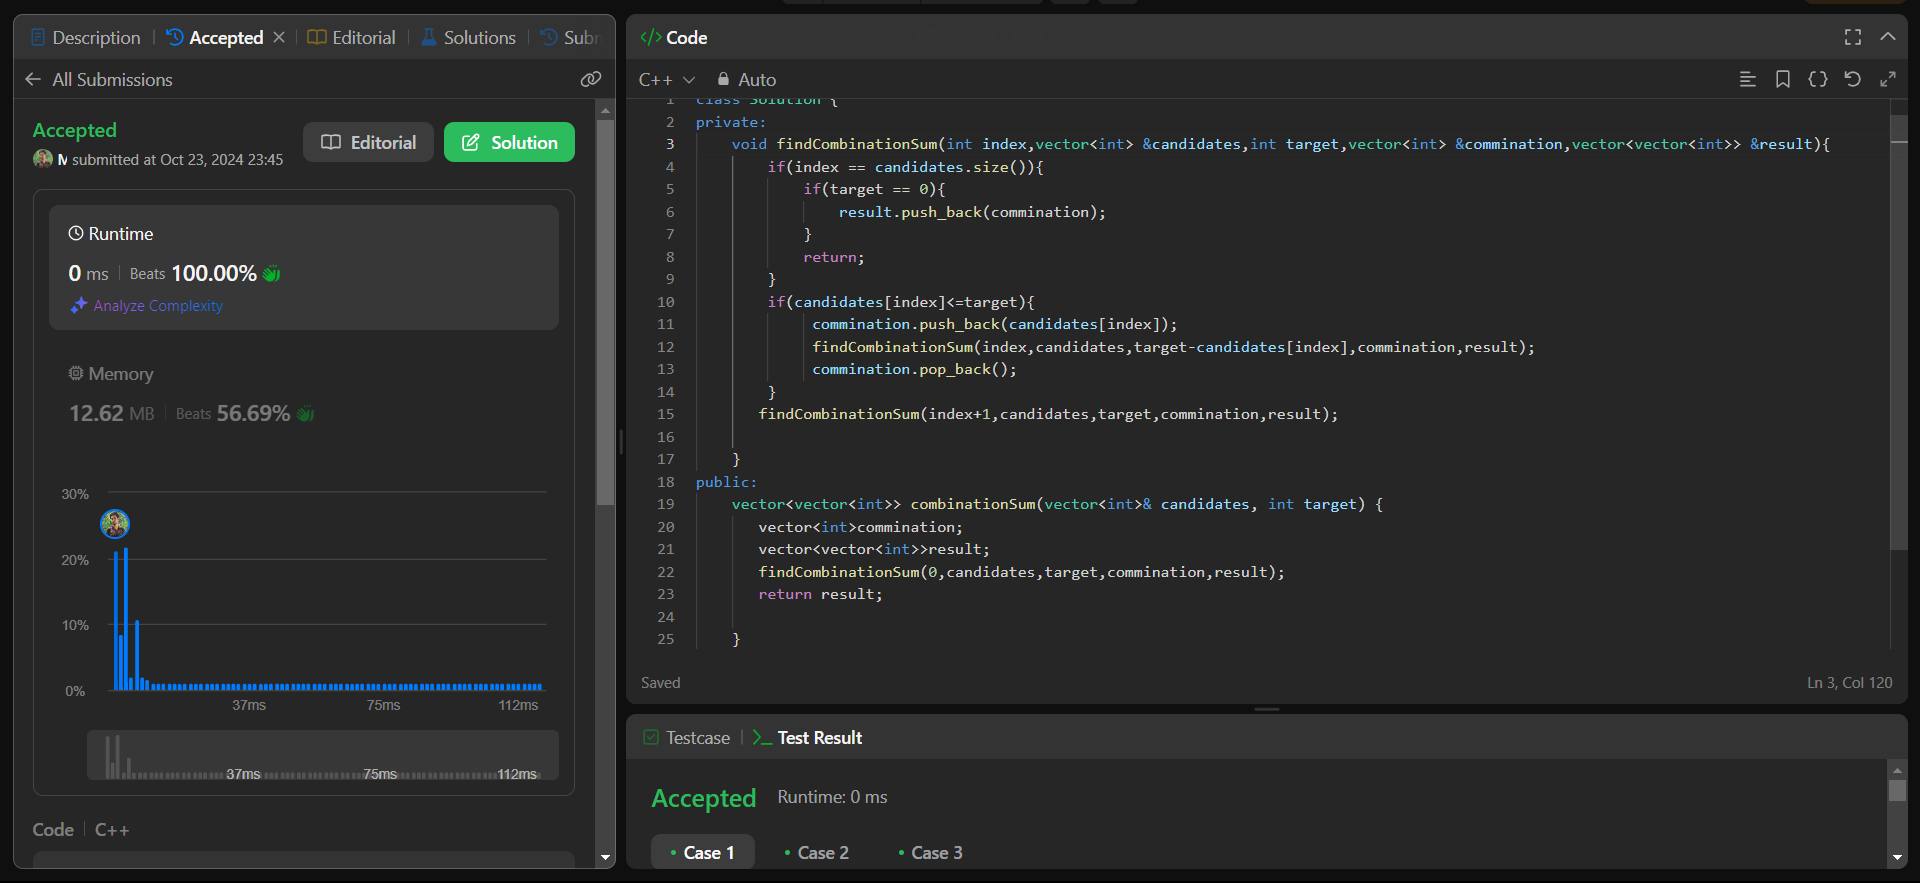 Description
Accepted
Editorial
Solutions
Subn
All Submissions
Accepted
M submitted at Oct 23, 2024 23:45
Editorial
Solution
Runtime
0 ms
Beats 100.00%
Analyze Complexity
Memory
12.62 MB
Beats 56.69%
30%
20%
10%
0%
37ms
75ms
112ms
37ms
75ms
112ms
Code
C++
</> Code
C++
Auto
1 class Solution {
2 private:
3 void findCombinationSum(int index,vector<int> &candidates,int target,vector<int> &commination,vector<vector<int>> &result){
4 if(index == candidates.size()){
5 if(target == 0){
6 result.push_back(commination);
7 }
8 return;
9 }
10 if(candidates[index]<=target){
11 commination.push_back(candidates[index]);
12 findCombinationSum(index,candidates,target-candidates[index],commination,result);
13 commination.pop_back();
14 }
15 findCombinationSum(index+1,candidates,target,commination,result);
16
17 }
18 public:
19 vector<vector<int>> combinationSum(vector<int>& candidates, int target) {
20 vector<int>commination;
21 vector<vector<int>>result;
22 findCombinationSum(0,candidates,target,commination,result);
23 return result;
24
25 }
Saved
Ln 3, Col 120
Testcase
>_ Test Result
Accepted
Runtime: 0 ms
Case 1
Case 2
Case 3